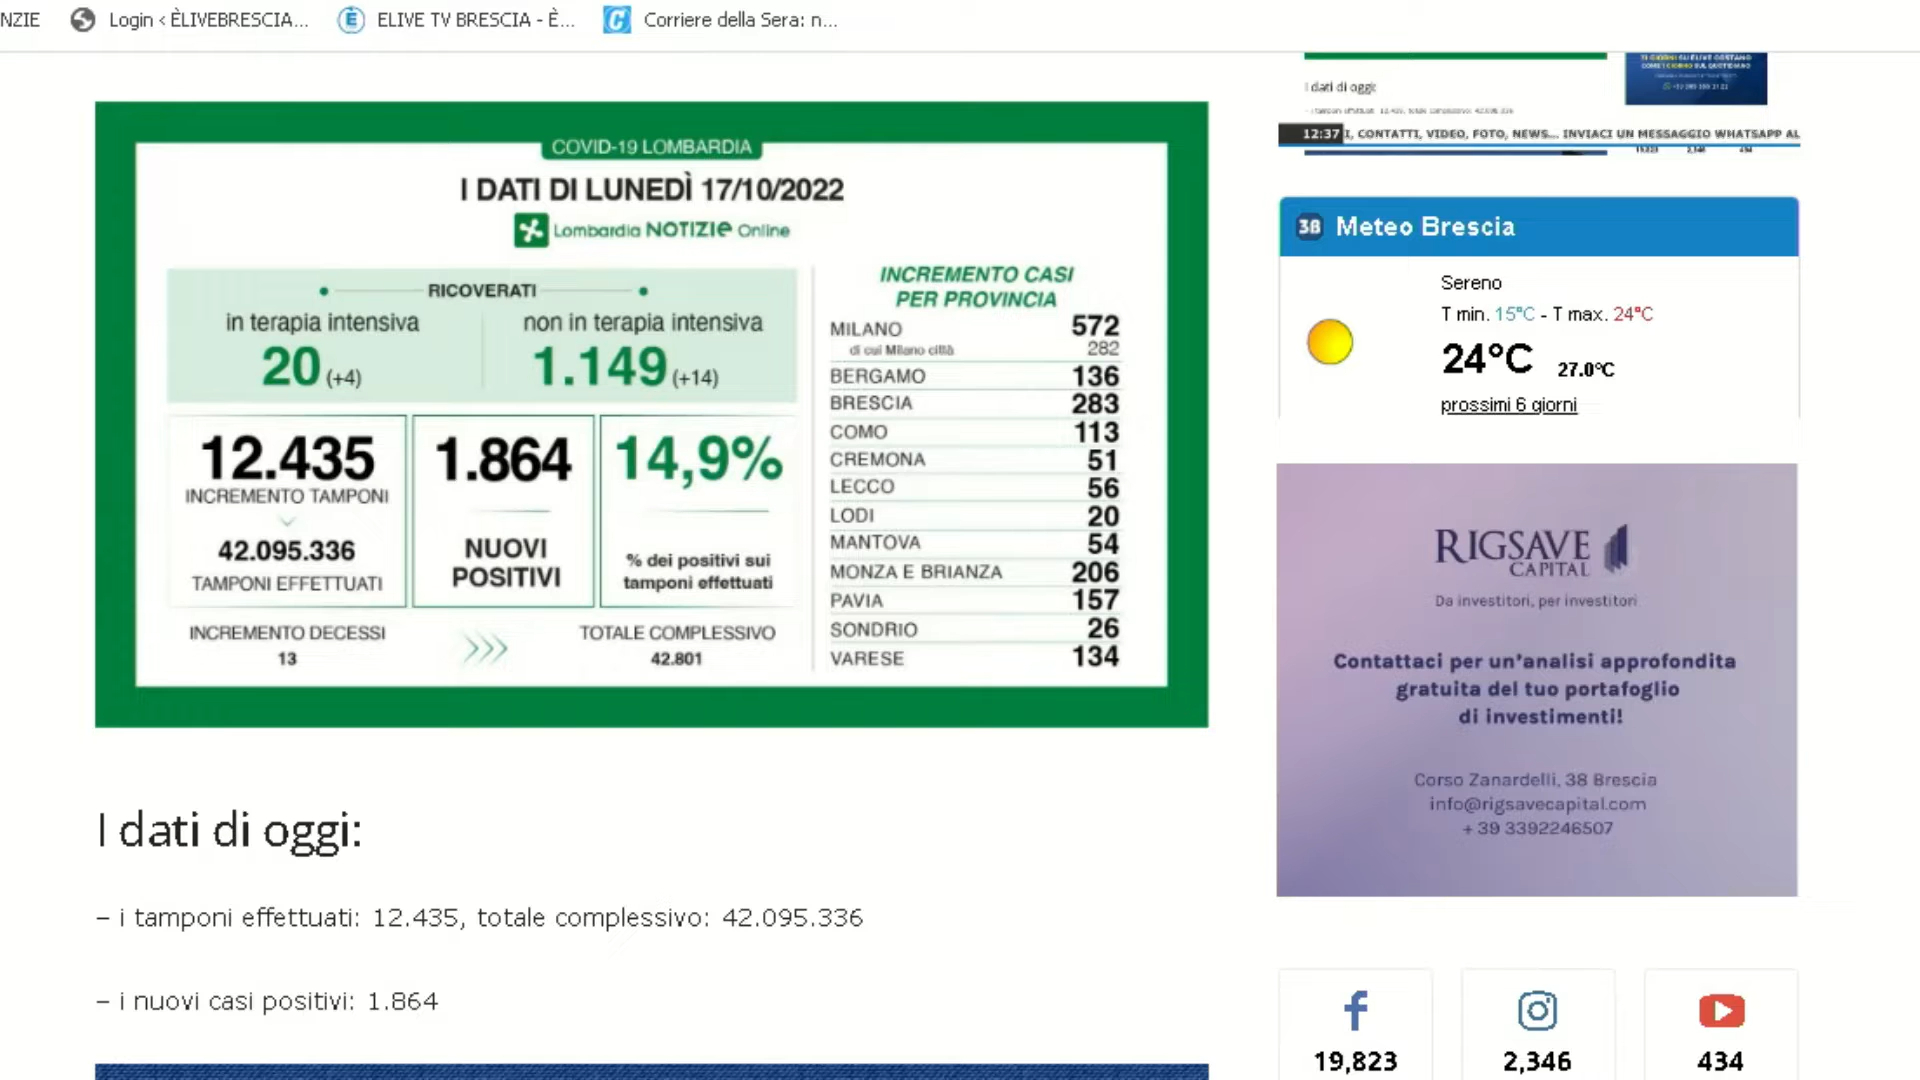 NZIE
Login ‹ ÈLIVEBRESCIA...
ELIVE TV BRESCIA - È...
Corriere della Sera: n...
COVID-19 LOMBARDIA
I DATI DI LUNEDÌ 17/10/2022
Lombardia NOTIZIE Online
RICOVERATI
in terapia intensiva
20 (+4)
non in terapia intensiva
1.149 (+14)
12.435
INCREMENTO TAMPONI
42.095.336
TAMPONI EFFETTUATI
1.864
NUOVI
POSITIVI
14,9%
% dei positivi sui
tamponi effettuati
INCREMENTO DECESSI
13
TOTALE COMPLESSIVO
42.801
INCREMENTO CASI
PER PROVINCIA
MILANO 572
di cui Milano città 282
BERGAMO 136
BRESCIA 283
COMO 113
CREMONA 51
LECCO 56
LODI 20
MANTOVA 54
MONZA E BRIANZA 206
PAVIA 157
SONDRIO 26
VARESE 134
I dati di oggi:
– i tamponi effettuati: 12.435, totale complessivo: 42.095.336
– i nuovi casi positivi: 1.864
I dati di oggi:
12:37 I, CONTATTI, VIDEO, FOTO, NEWS... INVIACI UN MESSAGGIO WHATSAPP AL
3B Meteo Brescia
Sereno
T min. 15°C - T max. 24°C
24°C 27.0°C
prossimi 6 giorni
RIGSAVE
CAPITAL
Da investitori, per investitori
Contattaci per un'analisi approfondita
gratuita del tuo portafoglio
di investimenti!
Corso Zanardelli, 38 Brescia
info@rigsavecapital.com
+ 39 3392246507
19,823
2,346
434